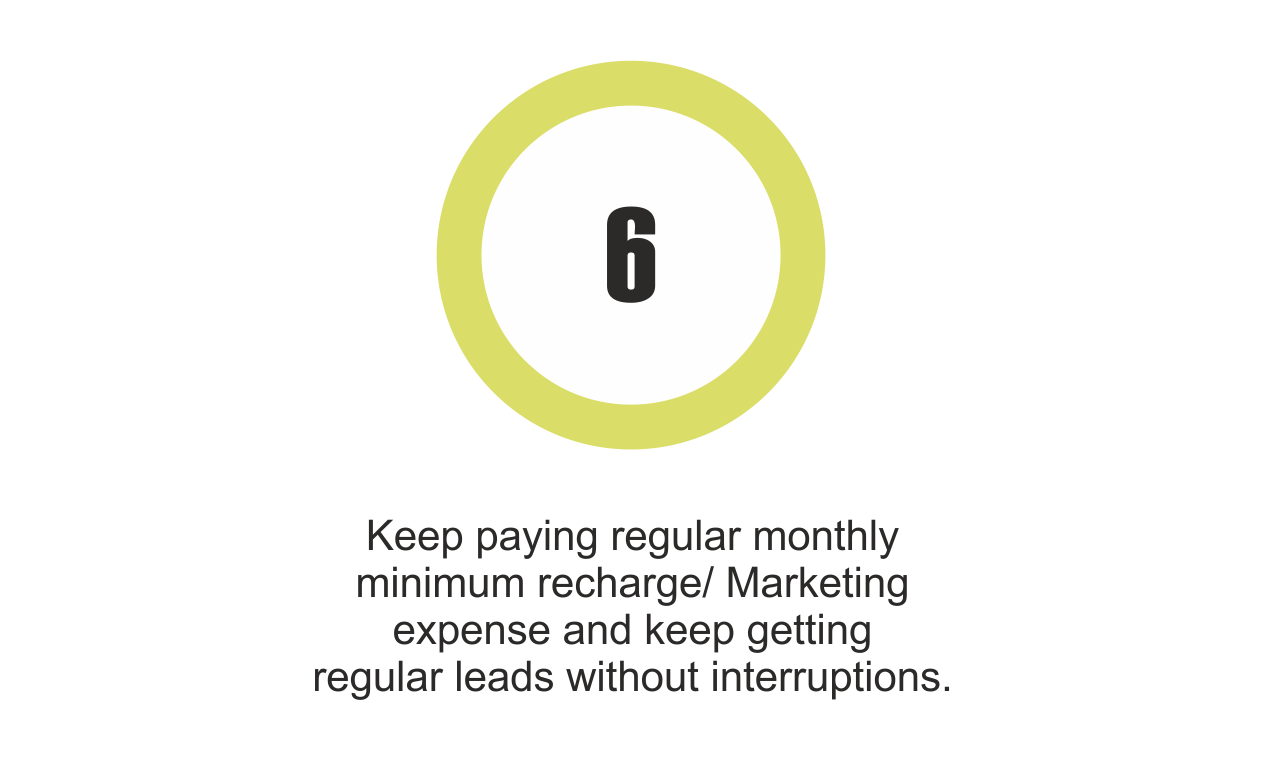 6
Keep paying regular monthly
minimum recharge/ Marketing
expense and keep getting
regular leads without interruptions.